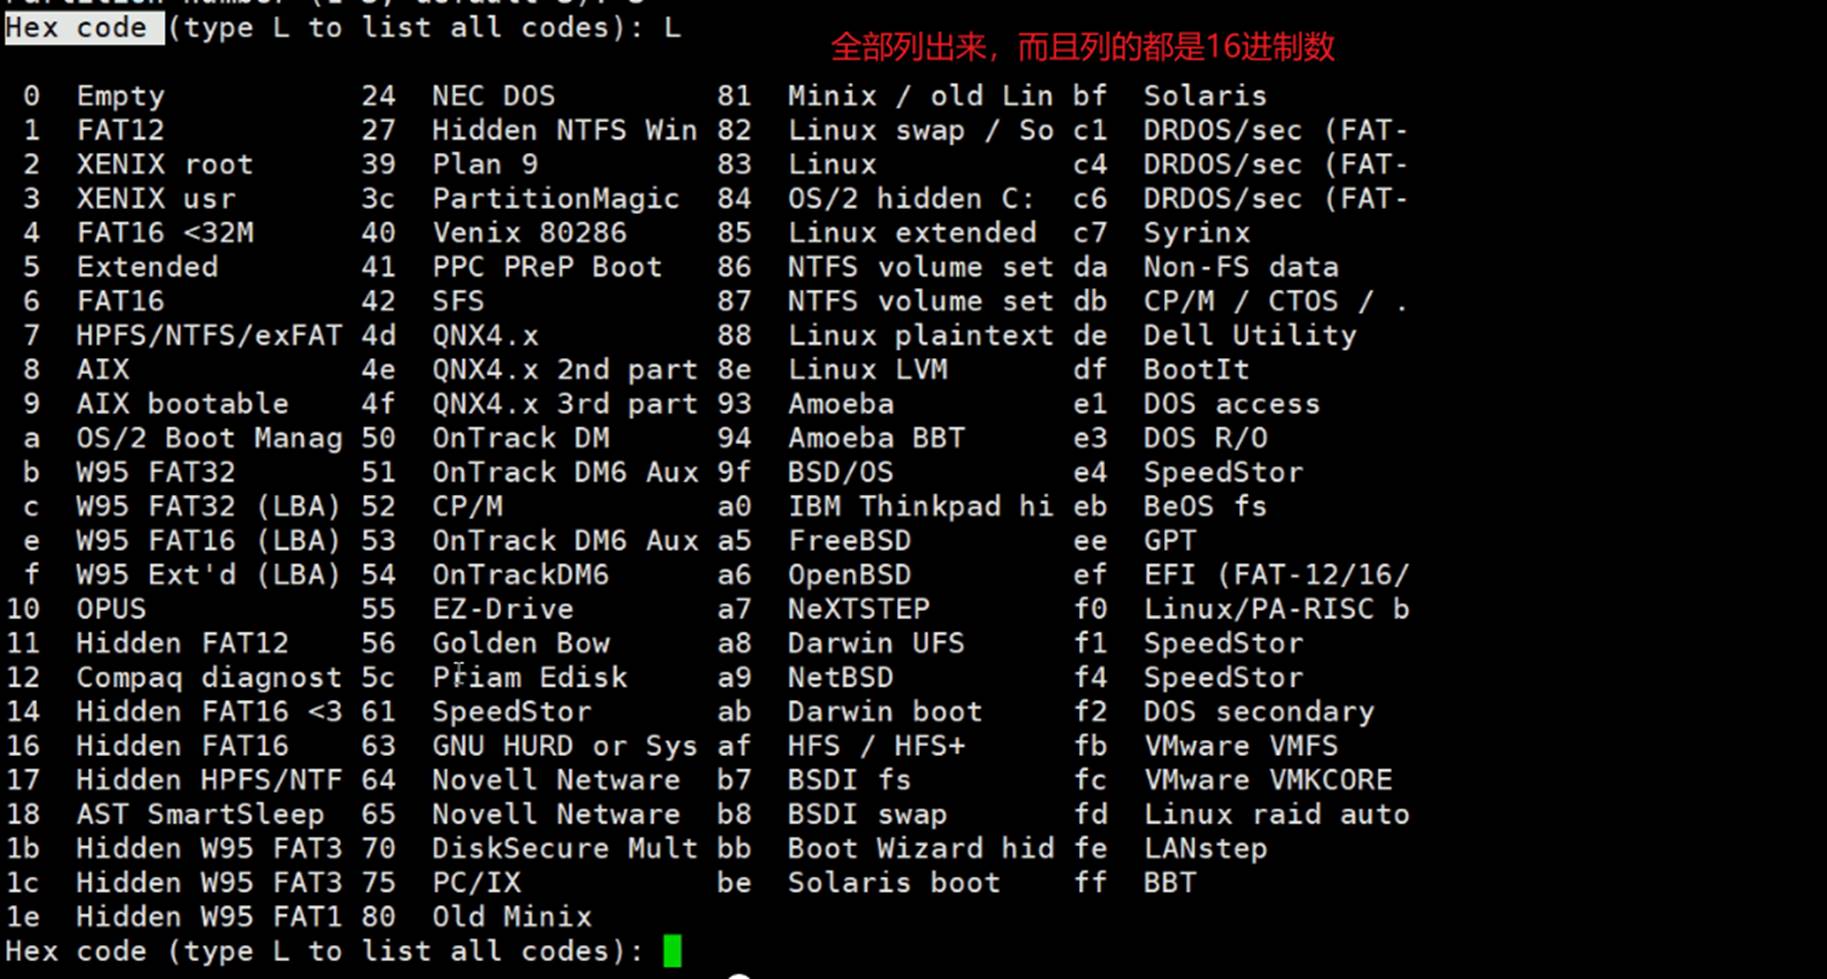 Hex code (type L to list all codes): L
全部列出来，而且列的都是16进制数
0 Empty 24 NEC DOS 81 Minix / old Lin bf Solaris
1 FAT12 27 Hidden NTFS Win 82 Linux swap / So c1 DRDOS/sec (FAT-
2 XENIX root 39 Plan 9 83 Linux c4 DRDOS/sec (FAT-
3 XENIX usr 3c PartitionMagic 84 OS/2 hidden C: c6 DRDOS/sec (FAT-
4 FAT16 <32M 40 Venix 80286 85 Linux extended c7 Syrinx
5 Extended 41 PPC PReP Boot 86 NTFS volume set da Non-FS data
6 FAT16 42 SFS 87 NTFS volume set db CP/M / CTOS / .
7 HPFS/NTFS/exFAT 4d QNX4.x 88 Linux plaintext de Dell Utility
8 AIX 4e QNX4.x 2nd part 8e Linux LVM df BootIt
9 AIX bootable 4f QNX4.x 3rd part 93 Amoeba e1 DOS access
a OS/2 Boot Manag 50 OnTrack DM 94 Amoeba BBT e3 DOS R/O
b W95 FAT32 51 OnTrack DM6 Aux 9f BSD/OS e4 SpeedStor
c W95 FAT32 (LBA) 52 CP/M a0 IBM Thinkpad hi eb BeOS fs
e W95 FAT16 (LBA) 53 OnTrack DM6 Aux a5 FreeBSD ee GPT
f W95 Ext'd (LBA) 54 OnTrackDM6 a6 OpenBSD ef EFI (FAT-12/16/
10 OPUS 55 EZ-Drive a7 NeXTSTEP f0 Linux/PA-RISC b
11 Hidden FAT12 56 Golden Bow a8 Darwin UFS f1 SpeedStor
12 Compaq diagnost 5c Priam Edisk a9 NetBSD f4 SpeedStor
14 Hidden FAT16 <3 61 SpeedStor ab Darwin boot f2 DOS secondary
16 Hidden FAT16 63 GNU HURD or Sys af HFS / HFS+ fb VMware VMFS
17 Hidden HPFS/NTF 64 Novell Netware b7 BSDI fs fc VMware VMKCORE
18 AST SmartSleep 65 Novell Netware b8 BSDI swap fd Linux raid auto
1b Hidden W95 FAT3 70 DiskSecure Mult bb Boot Wizard hid fe LANstep
1c Hidden W95 FAT3 75 PC/IX be Solaris boot ff BBT
1e Hidden W95 FAT1 80 Old Minix
Hex code (type L to list all codes):